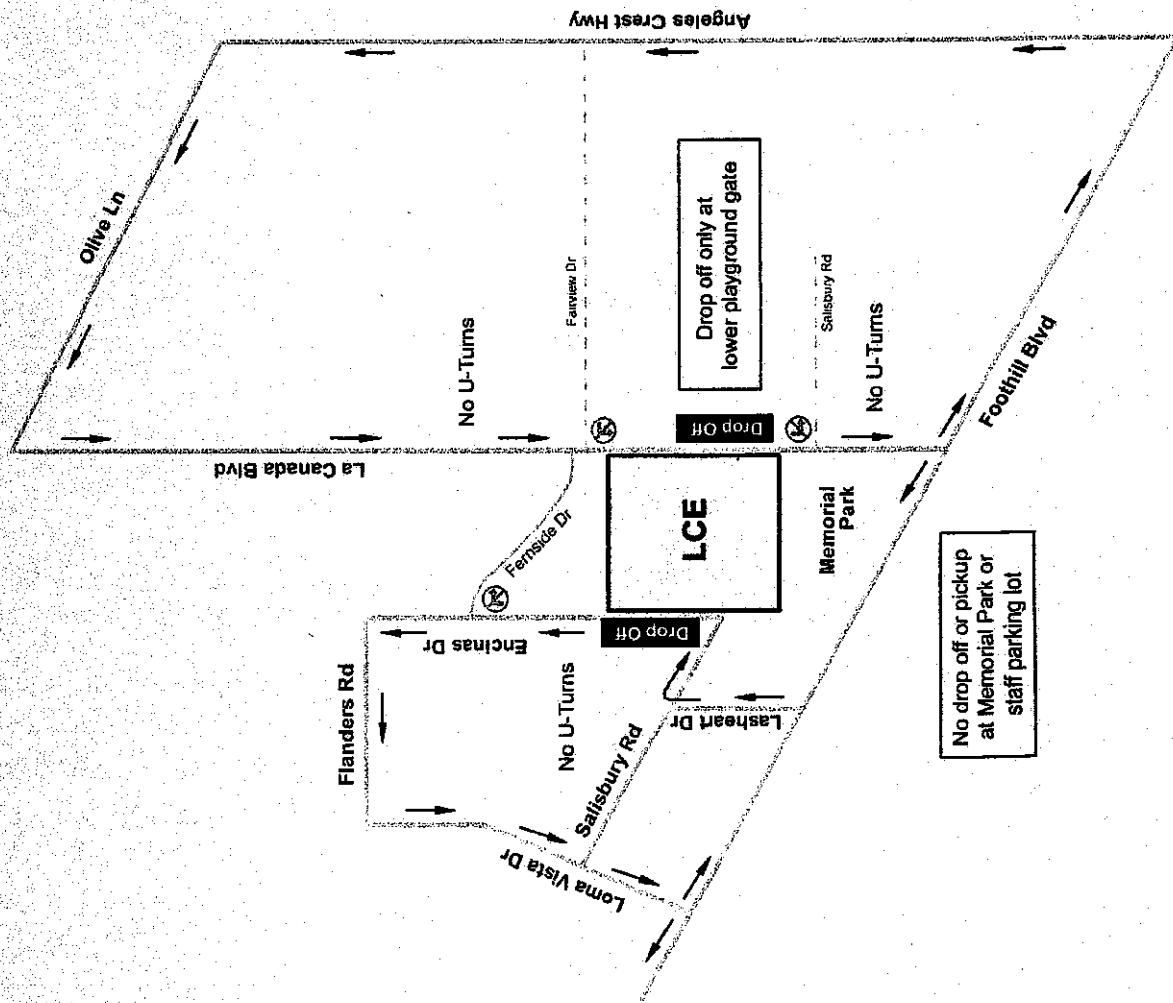 Angeles Crest Hwy
Olive Ln
Fairview Dr
Drop off only at
lower playground gate
Salisbury Rd
No U-Turns
No U-Turns
Foothill Blvd
La Canada Blvd
Drop Off
Fernside Dr
LCE
Memorial
Park
Encinas Dr
Drop Off
Flanders Rd
No U-Turns
Salisbury Rd
Lasheart Dr
Loma Vista Dr
No drop off or pickup
at Memorial Park or
staff parking lot